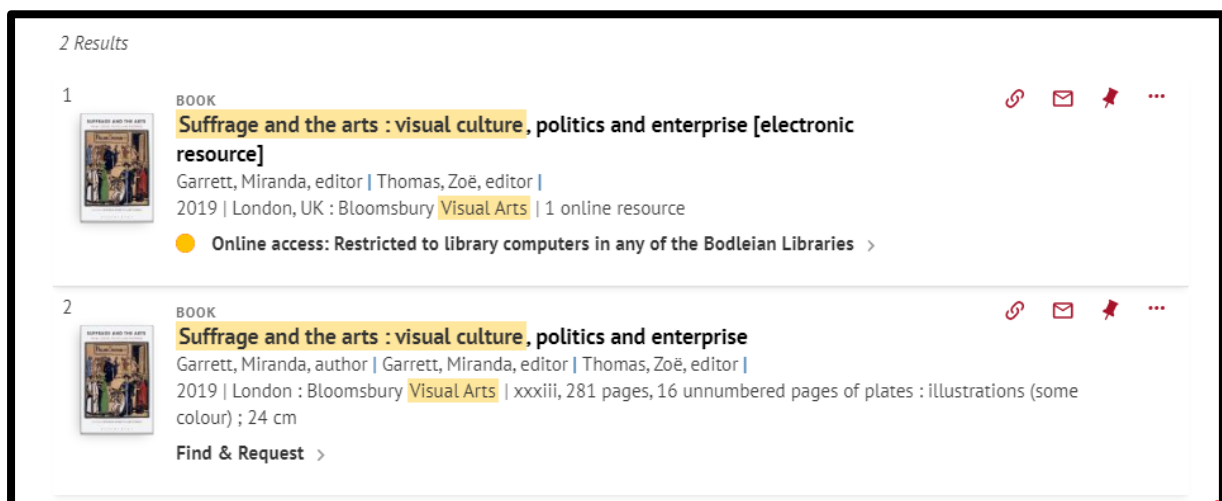 2 Results
1
BOOK
Suffrage and the arts : visual culture, politics and enterprise [electronic
resource]
Garrett, Miranda, editor | Thomas, Zoë, editor |
2019 | London, UK : Bloomsbury Visual Arts | 1 online resource
Online access: Restricted to library computers in any of the Bodleian Libraries >
2
BOOK
Suffrage and the arts : visual culture, politics and enterprise
Garrett, Miranda, author | Garrett, Miranda, editor | Thomas, Zoë, editor |
2019 | London : Bloomsbury Visual Arts | xxxiii, 281 pages, 16 unnumbered pages of plates : illustrations (some
colour) ; 24 cm
Find & Request >